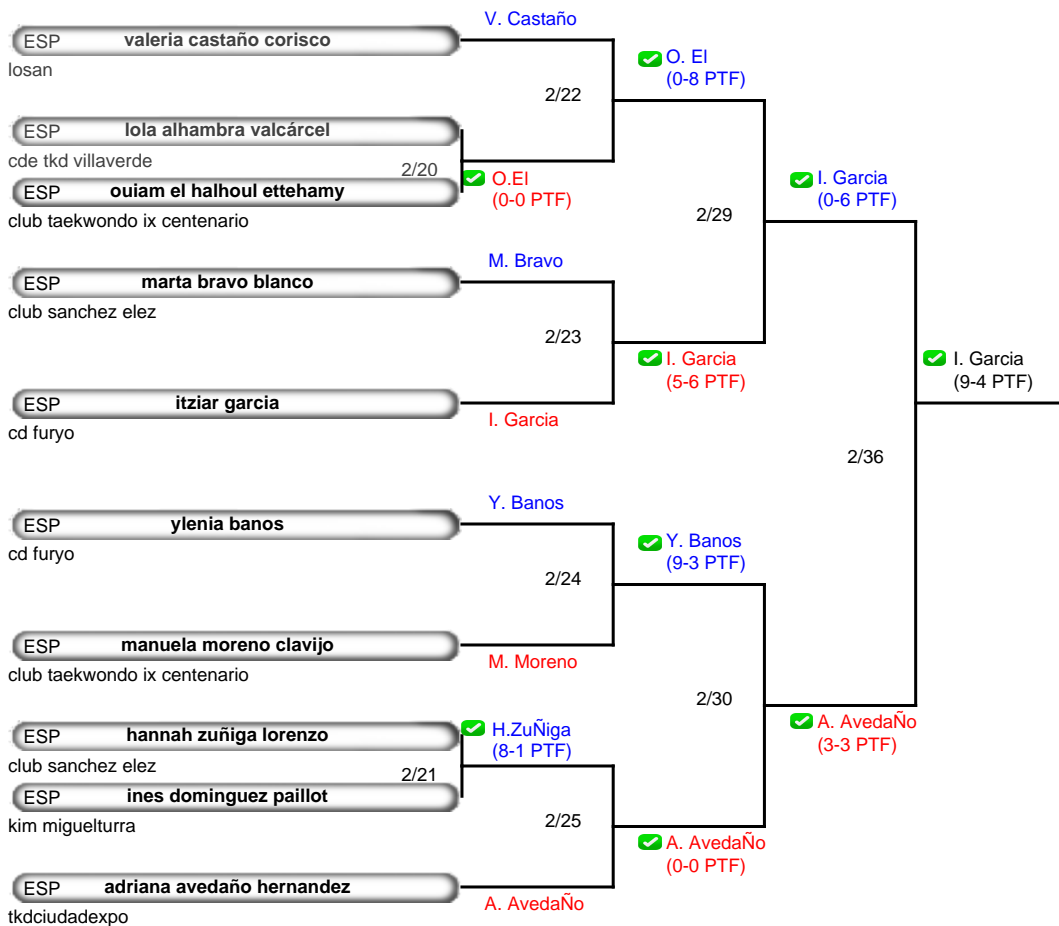 V. Castaño
ESP valeria castaño corisco
losan
O. El
(0-8 PTF)
2/22
ESP lola alhambra valcárcel
cde tkd villaverde
2/20
O.El
(0-0 PTF)
ESP ouiam el halhoul ettehamy
club taekwondo ix centenario
I. Garcia
(0-6 PTF)
2/29
M. Bravo
ESP marta bravo blanco
club sanchez elez
2/23
I. Garcia
(5-6 PTF)
I. Garcia
(9-4 PTF)
ESP itziar garcia
I. Garcia
cd furyo
2/36
Y. Banos
ESP ylenia banos
cd furyo
Y. Banos
(9-3 PTF)
2/24
ESP manuela moreno clavijo
M. Moreno
club taekwondo ix centenario
2/30
A. AvedaÑo
(3-3 PTF)
ESP hannah zuñiga lorenzo
H.ZuÑiga
(8-1 PTF)
club sanchez elez
2/21
ESP ines dominguez paillot
kim miguelturra
2/25
A. AvedaÑo
(0-0 PTF)
ESP adriana avedaño hernandez
A. AvedaÑo
tkdciudadexpo